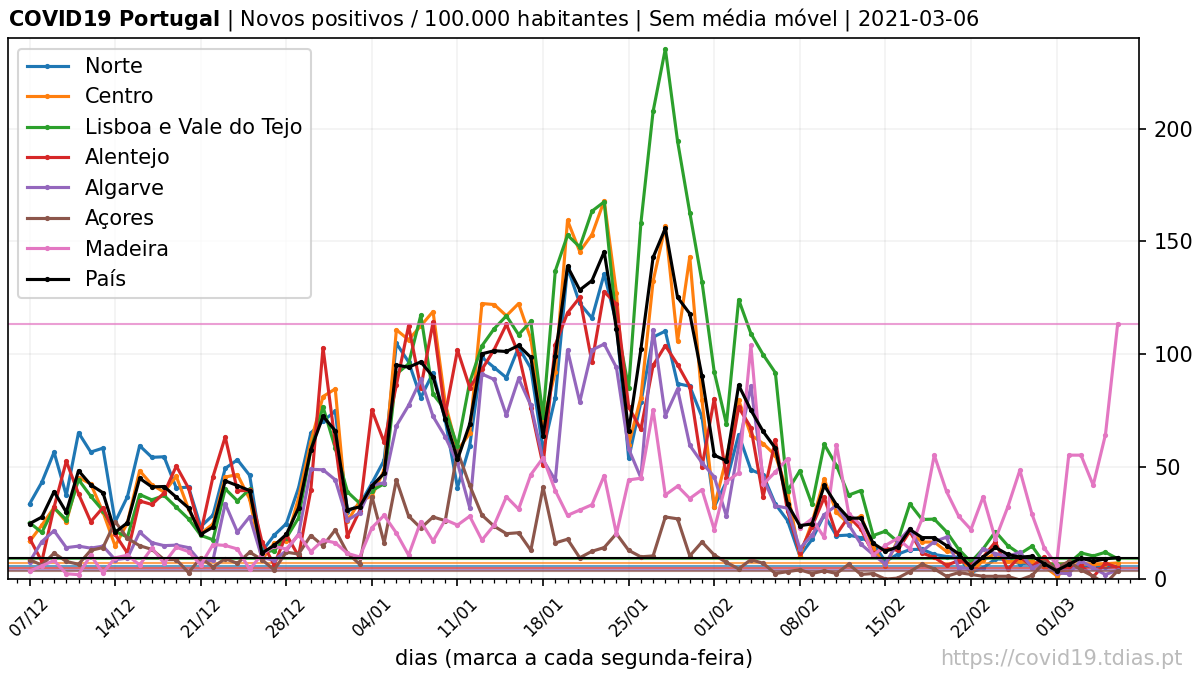 COVID19 Portugal | Novos positivos / 100.000 habitantes | Sem média móvel | 2021-03-06
Norte
Centro
Lisboa e Vale do Tejo
Alentejo
Algarve
Açores
Madeira
País
200
150
100
50
0
07/12 14/12 21/12 28/12 04/01 11/01 18/01 25/01 01/02 08/02 15/02 22/02 01/03
dias (marca a cada segunda-feira)
https://covid19.tdias.pt